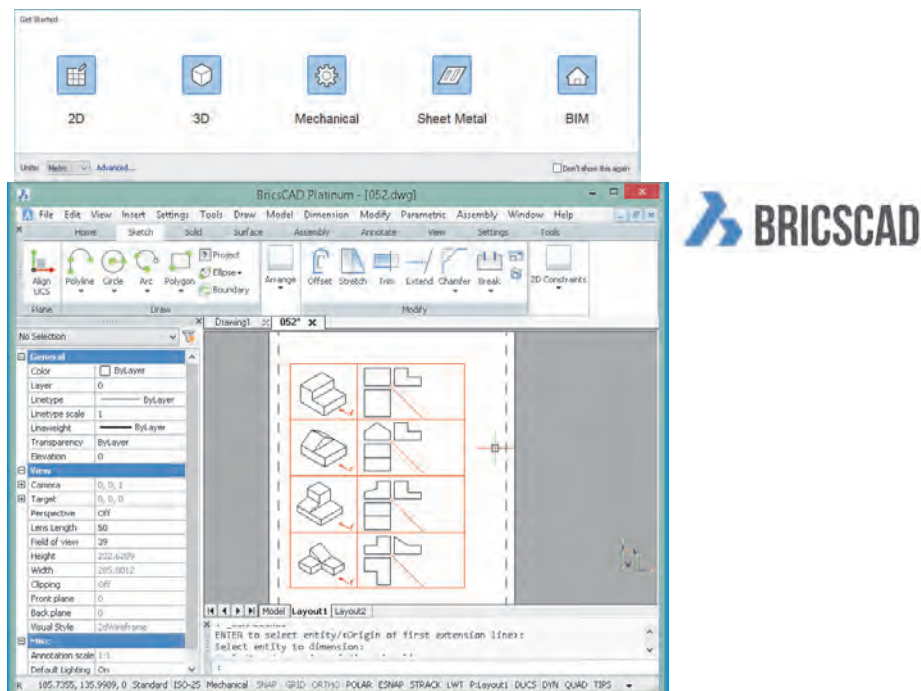 Get Started
2D 3D Mechanical Sheet Metal BIM
Units: Metric Advanced... Don't show this again
BricsCAD Platinum - [052.dwg]
File Edit View Insert Settings Tools Draw Model Dimension Modify Parametric Assembly Window Help
Home Sketch Solid Surface Assembly Annotate View Settings Tools
Align UCS Polyline Circle Arc Polygon Project Ellipse Boundary Arrange Offset Stretch Trim Extend Chamfer Break 2D Constraints
Plane Draw Modify
Drawing1 052*
No Selection
General
Color ByLayer
Layer 0
Linetype ByLayer
Linetype scale 1
Lineweight ByLayer
Transparency ByLayer
Elevation 0
View
Camera 0, 0, 1
Target 0, 0, 0
Perspective Off
Lens Length 50
Field of view 39
Height 202.6209
Width 285.0012
Clipping Off
Front plane 0
Back plane 0
Visual Style 2dWireframe
Misc
Annotation scale 1:1
Default Lighting On
Model Layout1 Layout2
ENTER to select entity/<Origin of first extension line>:
Select entity to dimension:
:
105.7355, 135.9909, 0 Standard ISO-25 Mechanical SNAP GRID ORTHO POLAR ESNAP STRACK LWT P:Layout1 DUCS DYN QUAD TIPS
BRICSCAD